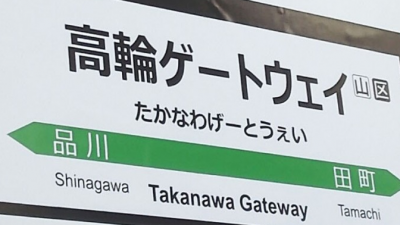 高輪ゲートウェイ 山 区
たかなわげーとうぇい
品川 田町
Shinagawa Takanawa Gateway Tamachi